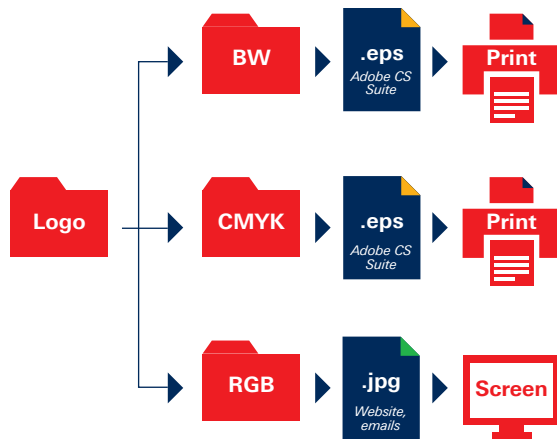 BW
.eps
Adobe CS
Suite
Print
Logo
CMYK
.eps
Adobe CS
Suite
Print
RGB
.jpg
Website,
emails
Screen